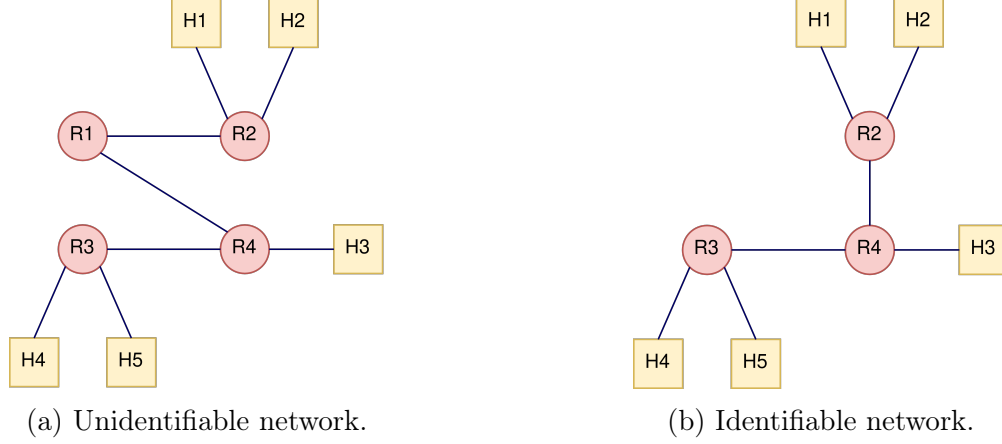 H1 H2
R1 R2
R3 R4 H3
H4 H5
(a) Unidentifiable network.
H1 H2
R2
R3 R4 H3
H4 H5
(b) Identifiable network.